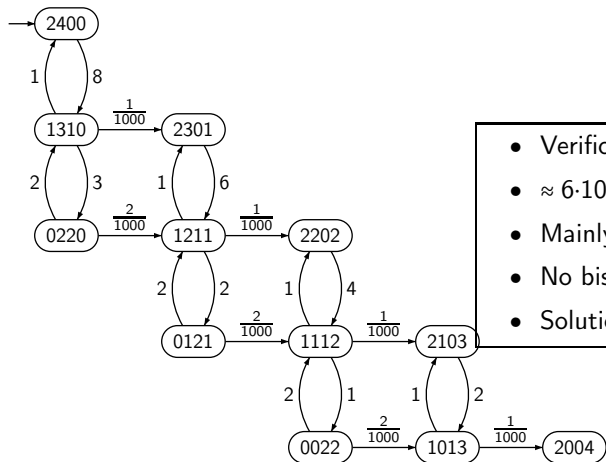 2400
1 8
1310 1/1000 2301
2 3 1 6
0220 2/1000 1211 1/1000 2202
2 2 1 4
0121 2/1000 1112 1/1000 2103
2 1 1 2
0022 2/1000 1013 1/1000 2004
• Verific
• ≈ 6·10
• Mainly
• No bis
• Solutio